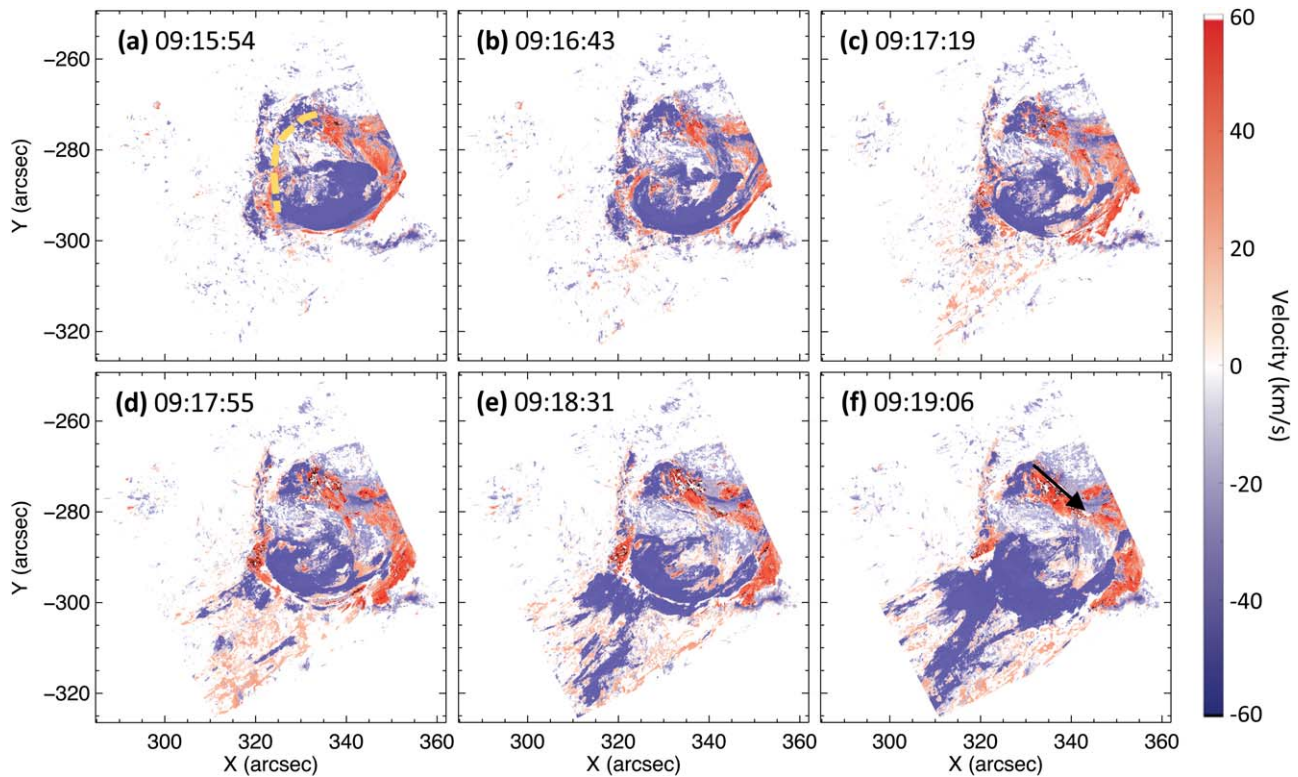 (a) 09:15:54
(b) 09:16:43
(c) 09:17:19
−260
−280
−300
−320
Y (arcsec)
(d) 09:17:55
(e) 09:18:31
(f) 09:19:06
−260
−280
−300
−320
Y (arcsec)
300 320 340 360
300 320 340 360
300 320 340 360
X (arcsec)
X (arcsec)
X (arcsec)
60
40
20
0
-20
-40
-60
Velocity (km/s)